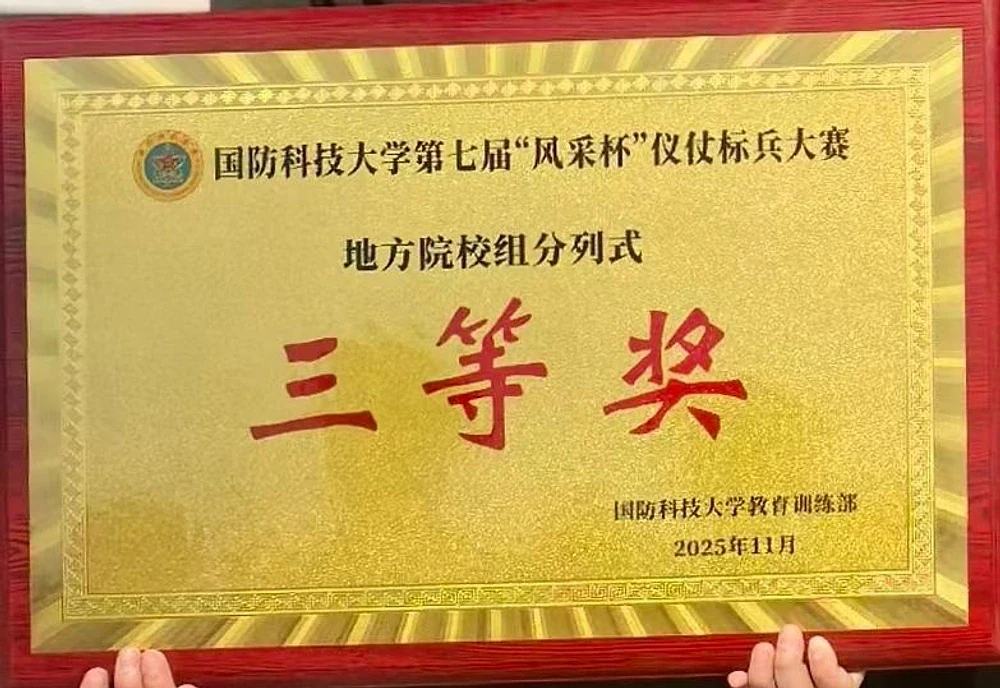 国防科技大学第七届“风采杯”仪仗标兵大赛
地方院校组分列式
三等奖
国防科技大学教育训练部
2025年11月